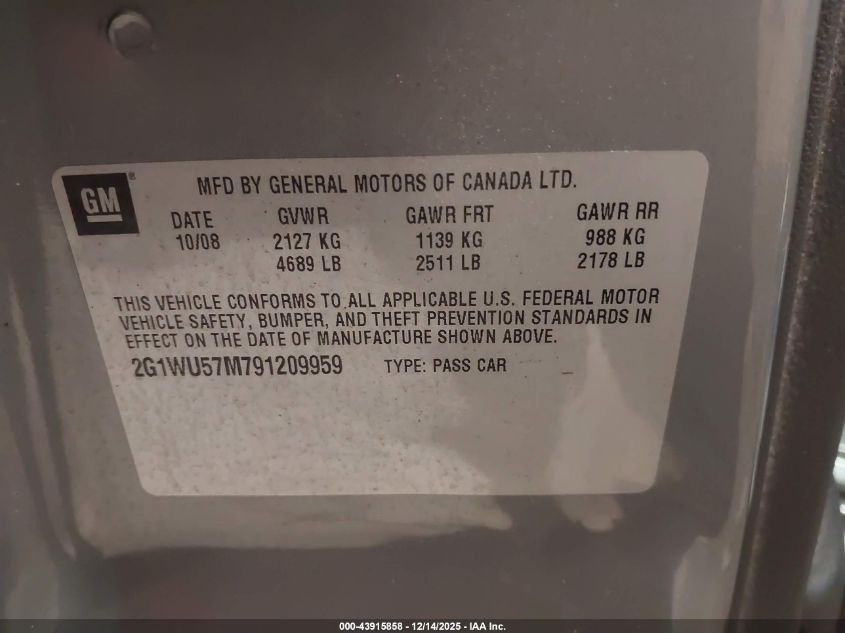 GM ®
MFD BY GENERAL MOTORS OF CANADA LTD.
DATE GVWR GAWR FRT GAWR RR
10/08 2127 KG 1139 KG 988 KG
4689 LB 2511 LB 2178 LB
THIS VEHICLE CONFORMS TO ALL APPLICABLE U.S. FEDERAL MOTOR
VEHICLE SAFETY, BUMPER, AND THEFT PREVENTION STANDARDS IN
EFFECT ON THE DATE OF MANUFACTURE SHOWN ABOVE.
2G1WU57M791209959 TYPE: PASS CAR _
000-43915858 - 12/14/2025 - IAA Inc.